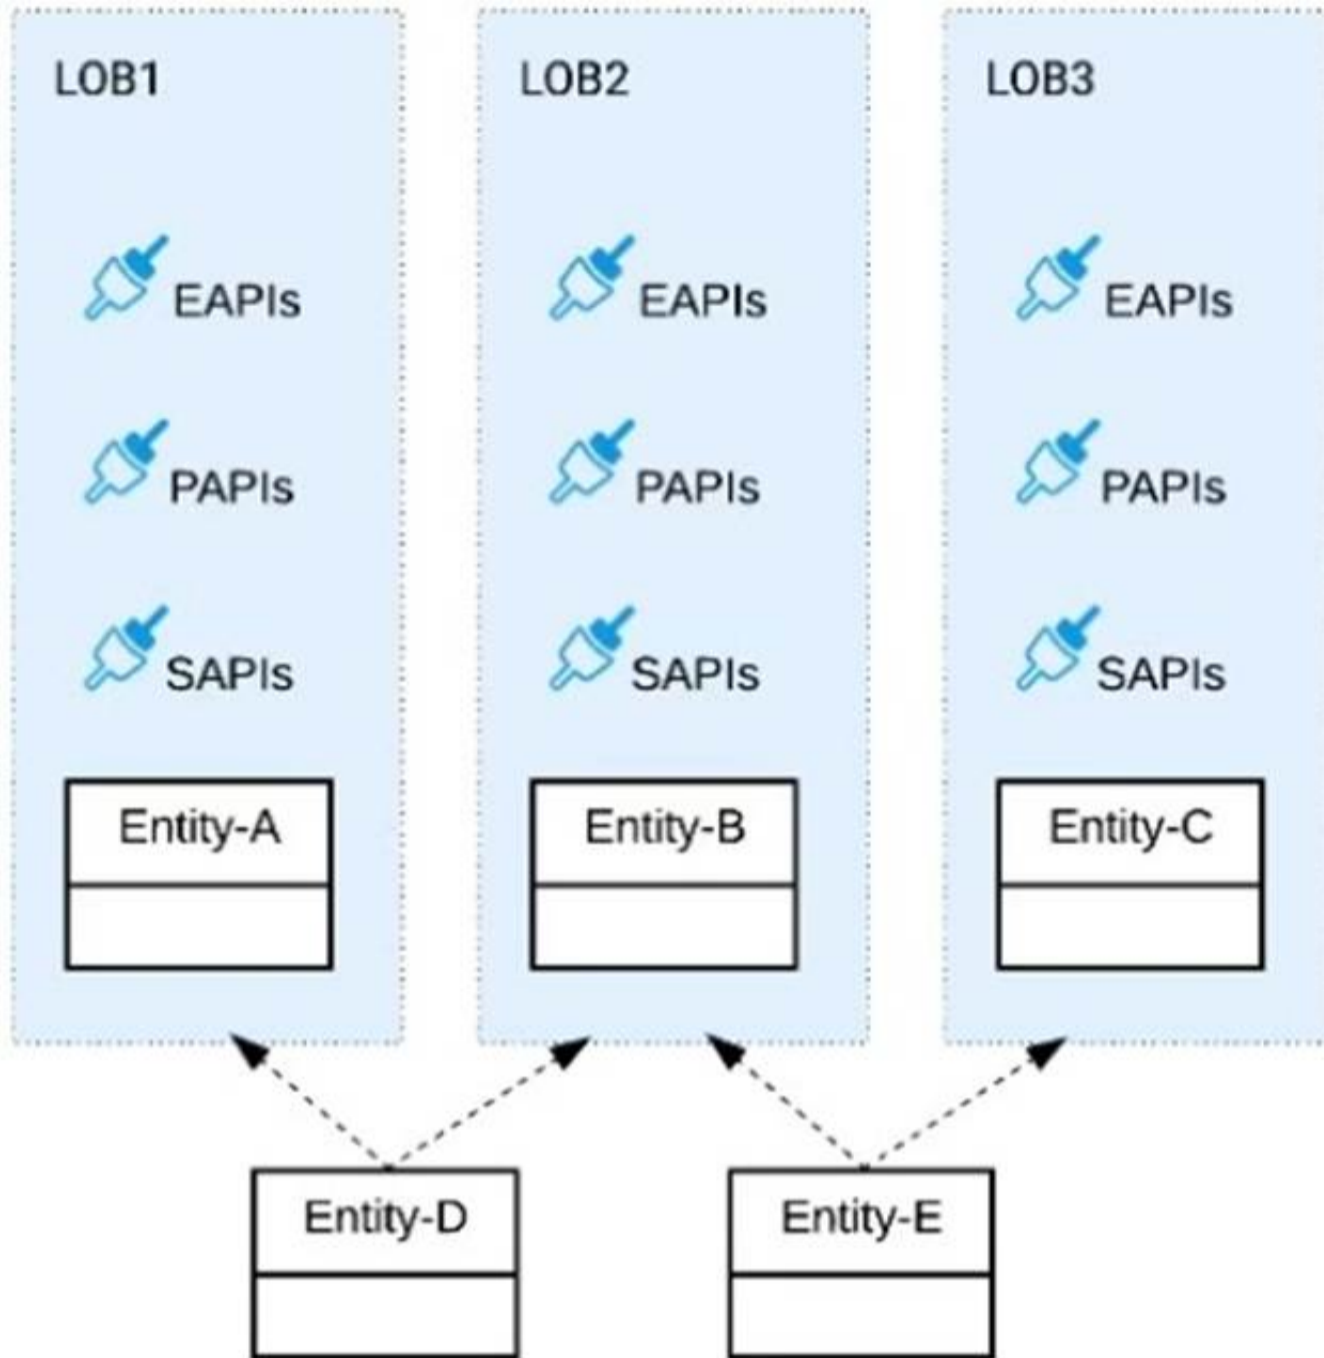 LOB1 LOB2 LOB3
EAPIs EAPIs EAPIs
PAPIs PAPIs PAPIs
SAPIs SAPIs SAPIs
Entity-A Entity-B Entity-C
Entity-D Entity-E